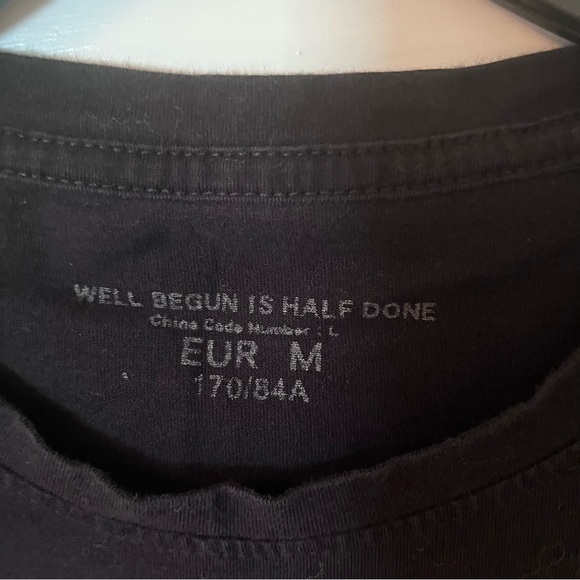 WELL BEGUN IS HALF DONE
China Code Number : L
EUR M
170/84A